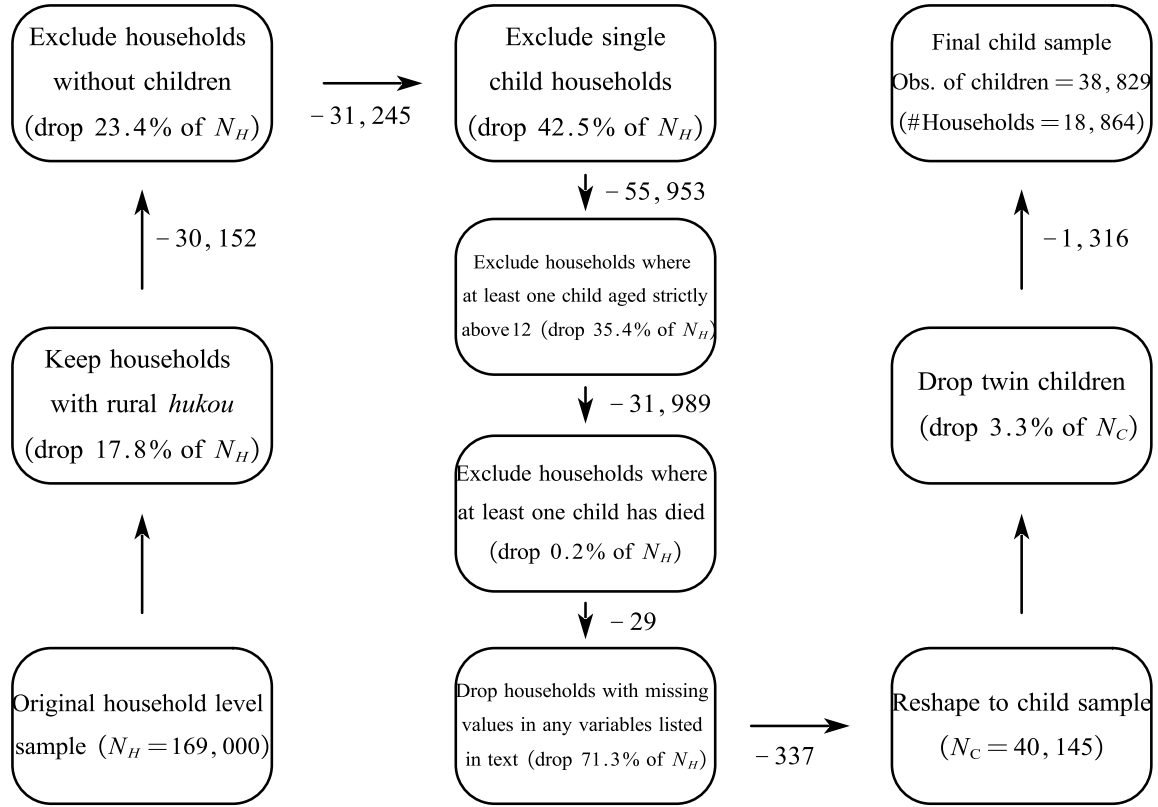 Original household level
sample (N_H = 169,000)
Keep households
with rural hukou
(drop 17.8% of N_H)
– 30,152
Exclude households
without children
(drop 23.4% of N_H)
– 31,245
Exclude single
child households
(drop 42.5% of N_H)
– 55,953
Exclude households where
at least one child aged strictly
above 12 (drop 35.4% of N_H)
– 31,989
Exclude households where
at least one child has died
(drop 0.2% of N_H)
– 29
Drop households with missing
values in any variables listed
in text (drop 71.3% of N_H)
– 337
Reshape to child sample
(N_C = 40,145)
Drop twin children
(drop 3.3% of N_C)
– 1,316
Final child sample
Obs. of children = 38,829
(#Households = 18,864)